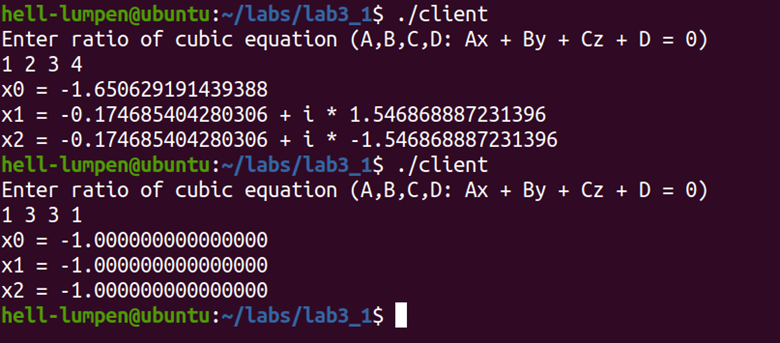 hell-lumpen@ubuntu:~/labs/lab3_1$ ./client
Enter ratio of cubic equation (A,B,C,D: Ax + By + Cz + D = 0)
1 2 3 4
x0 = -1.650629191439388
x1 = -0.174685404280306 + i * 1.546868887231396
x2 = -0.174685404280306 + i * -1.546868887231396
hell-lumpen@ubuntu:~/labs/lab3_1$ ./client
Enter ratio of cubic equation (A,B,C,D: Ax + By + Cz + D = 0)
1 3 3 1
x0 = -1.000000000000000
x1 = -1.000000000000000
x2 = -1.000000000000000
hell-lumpen@ubuntu:~/labs/lab3_1$